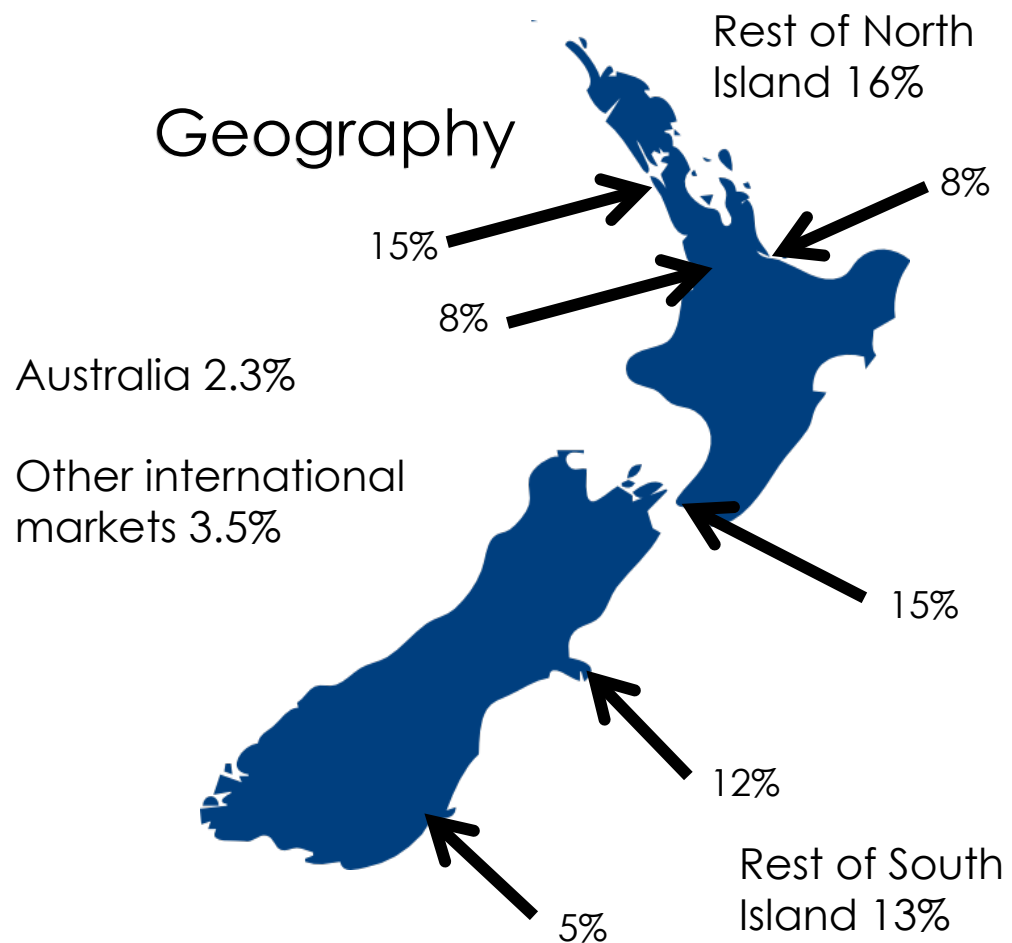 Rest of North
Island 16%
Geography
8%
15%
8%
Australia 2.3%
Other international
markets 3.5%
15%
12%
Rest of South
Island 13%
5%